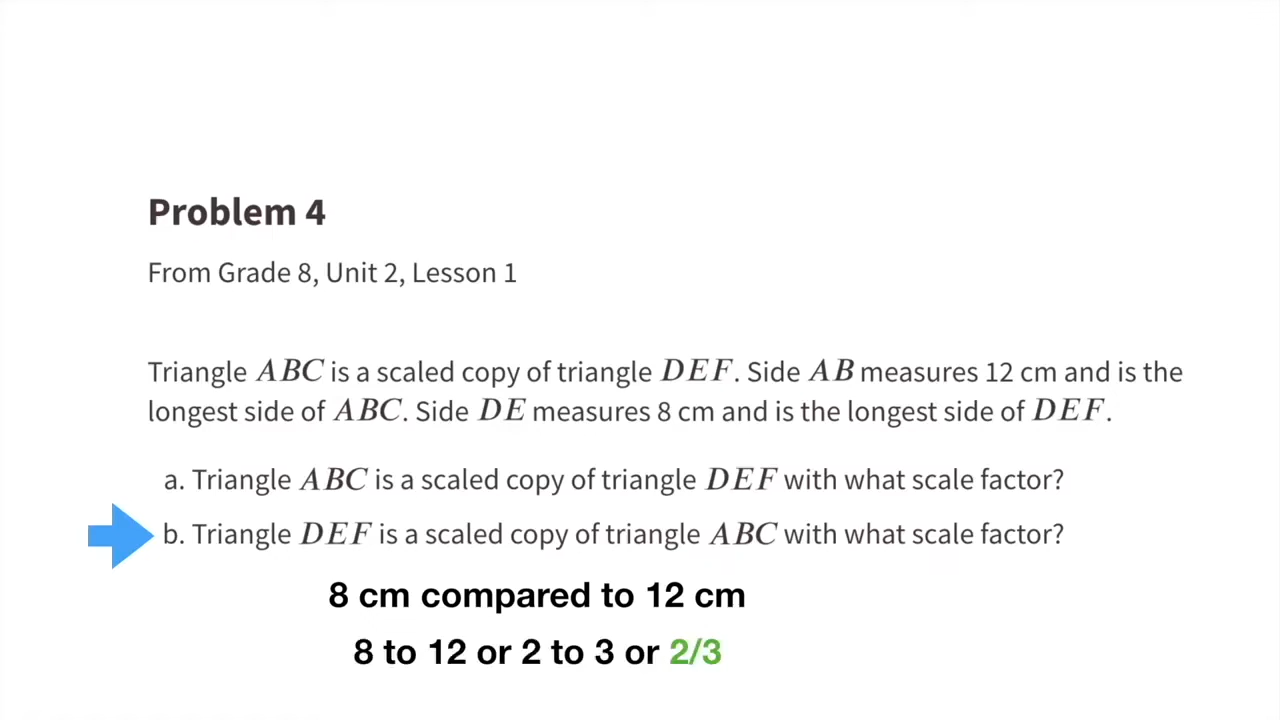 Problem 4
From Grade 8, Unit 2, Lesson 1
Triangle ABC is a scaled copy of triangle DEF. Side AB measures 12 cm and is the
longest side of ABC. Side DE measures 8 cm and is the longest side of DEF.
a. Triangle ABC is a scaled copy of triangle DEF with what scale factor?
b. Triangle DEF is a scaled copy of triangle ABC with what scale factor?
8 cm compared to 12 cm
8 to 12 or 2 to 3 or 2/3